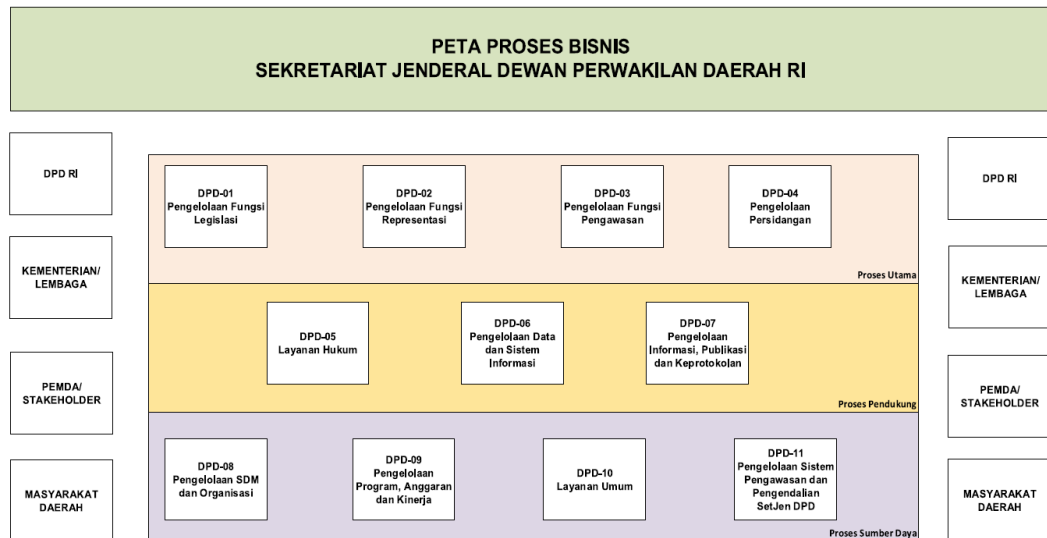 PETA PROSES BISNIS
SEKRETARIAT JENDERAL DEWAN PERWAKILAN DAERAH RI
DPD RI
KEMENTERIAN/
LEMBAGA
PEMDA/
STAKEHOLDER
MASYARAKAT
DAERAH
DPD-01
Pengelolaan Fungsi
Legislasi
DPD-02
Pengelolaan Fungsi
Representasi
DPD-03
Pengelolaan Fungsi
Pengawasan
DPD-04
Pengelolaan
Persidangan
Proses Utama
DPD-05
Layanan Hukum
DPD-06
Pengelolaan Data
dan Sistem
Informasi
DPD-07
Pengelolaan
Informasi, Publikasi
dan Keprotokolan
Proses Pendukung
DPD-08
Pengelolaan SDM
dan Organisasi
DPD-09
Pengelolaan
Program, Anggaran
dan Kinerja
DPD-10
Layanan Umum
DPD-11
Pengelolaan Sistem
Pengawasan dan
Pengendalian
SetJen DPD
Proses Sumber Daya
DPD RI
KEMENTERIAN/
LEMBAGA
PEMDA/
STAKEHOLDER
MASYARAKAT
DAERAH